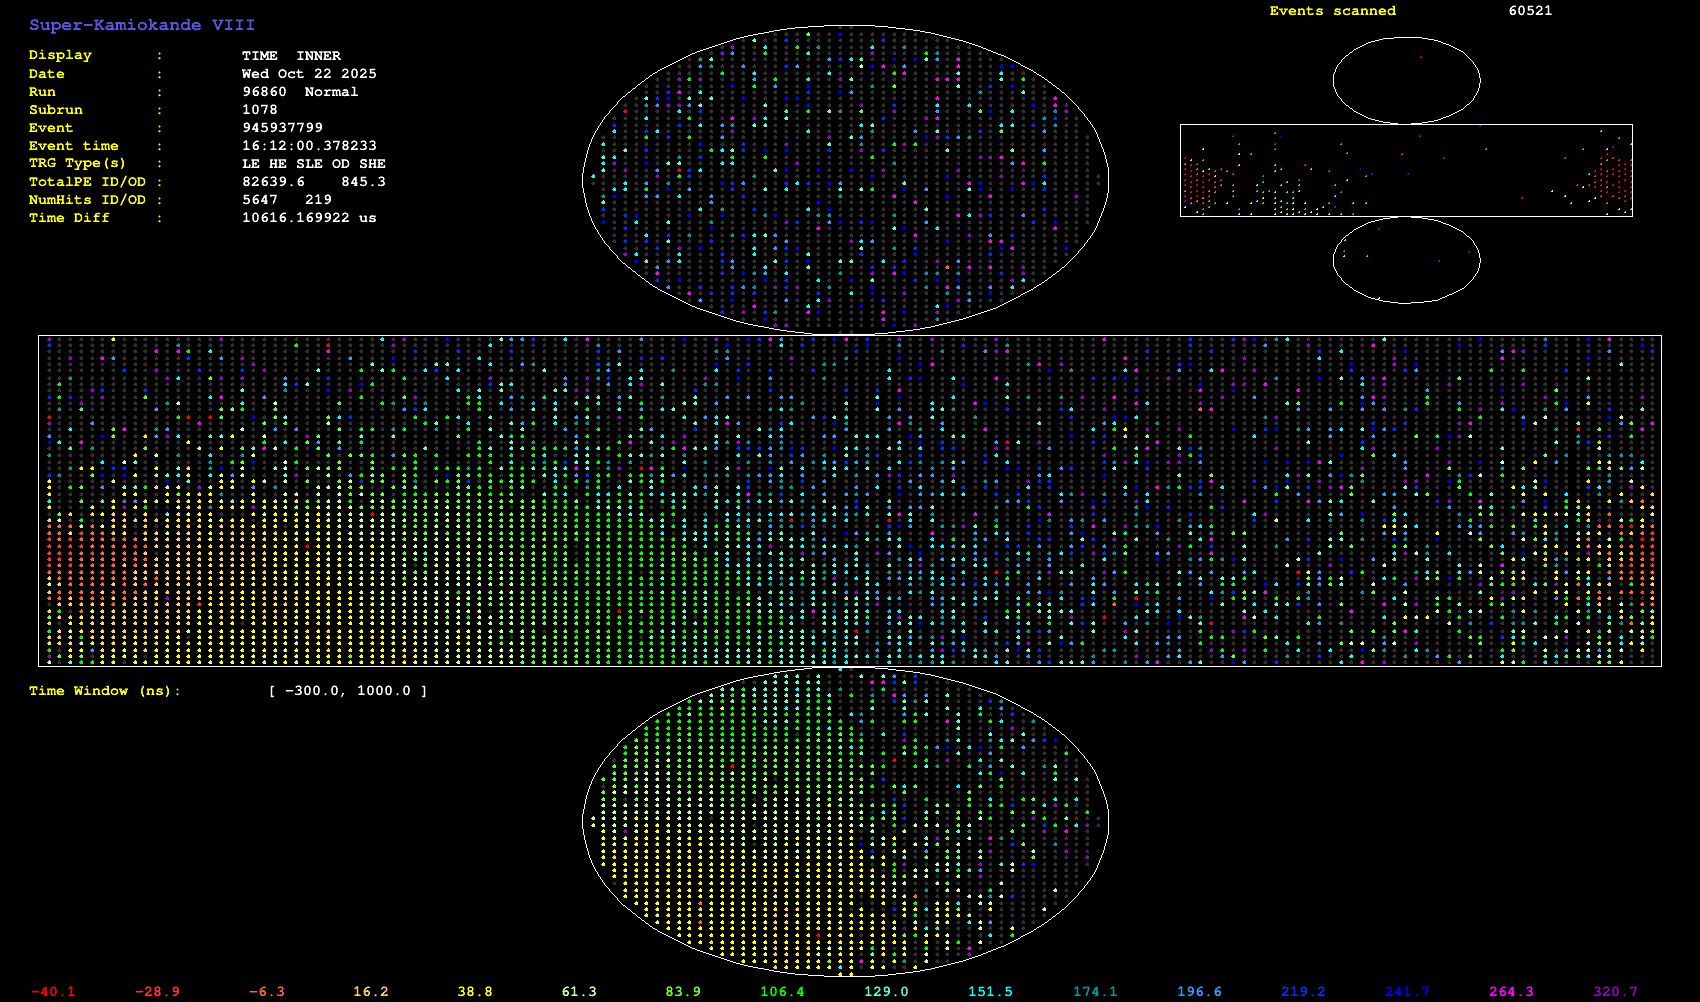 Super-Kamiokande VIII
Events scanned 60521
Display : TIME INNER
Date : Wed Oct 22 2025
Run : 96860 Normal
Subrun : 1078
Event : 945937799
Event time : 16:12:00.378233
TRG Type(s) : LE HE SLE OD SHE
TotalPE ID/OD : 82639.6 845.3
NumHits ID/OD : 5647 219
Time Diff : 10616.169922 us
Time Window (ns): [ -300.0, 1000.0 ]
-40.1 -28.9 -6.3 16.2 38.8 61.3 83.9 106.4 129.0 151.5 174.1 196.6 219.2 241.7 264.3 320.7